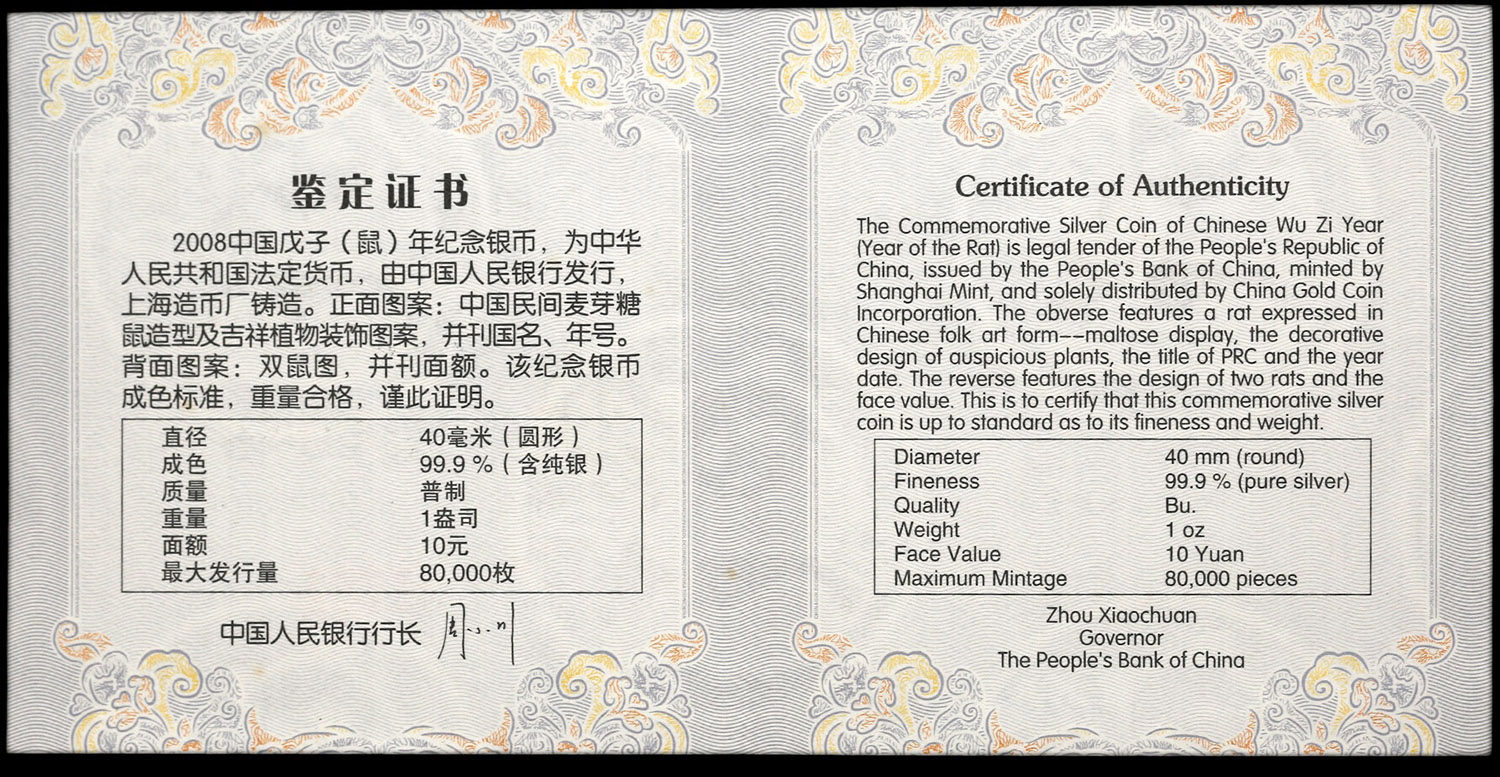 鉴定证书
2008中国戊子（鼠）年纪念银币，为中华
人民共和国法定货币，由中国人民银行发行，
上海造币厂铸造。正面图案：中国民间麦芽糖
鼠造型及吉祥植物装饰图案，并刊国名、年号。
背面图案：双鼠图，并刊面额。该纪念银币
成色标准，重量合格，谨此证明。
直径 40毫米（圆形）
成色 99.9 %（含纯银）
质量 普制
重量 1盎司
面额 10元
最大发行量 80,000枚
中国人民银行行长 周小川
Certificate of Authenticity
The Commemorative Silver Coin of Chinese Wu Zi Year
(Year of the Rat) is legal tender of the People's Republic of
China, issued by the People's Bank of China, minted by
Shanghai Mint, and solely distributed by China Gold Coin
Incorporation. The obverse features a rat expressed in
Chinese folk art form--maltose display, the decorative
design of auspicious plants, the title of PRC and the year
date. The reverse features the design of two rats and the
face value. This is to certify that this commemorative silver
coin is up to standard as to its fineness and weight.
Diameter 40 mm (round)
Fineness 99.9 % (pure silver)
Quality Bu.
Weight 1 oz
Face Value 10 Yuan
Maximum Mintage 80,000 pieces
Zhou Xiaochuan
Governor
The People's Bank of China